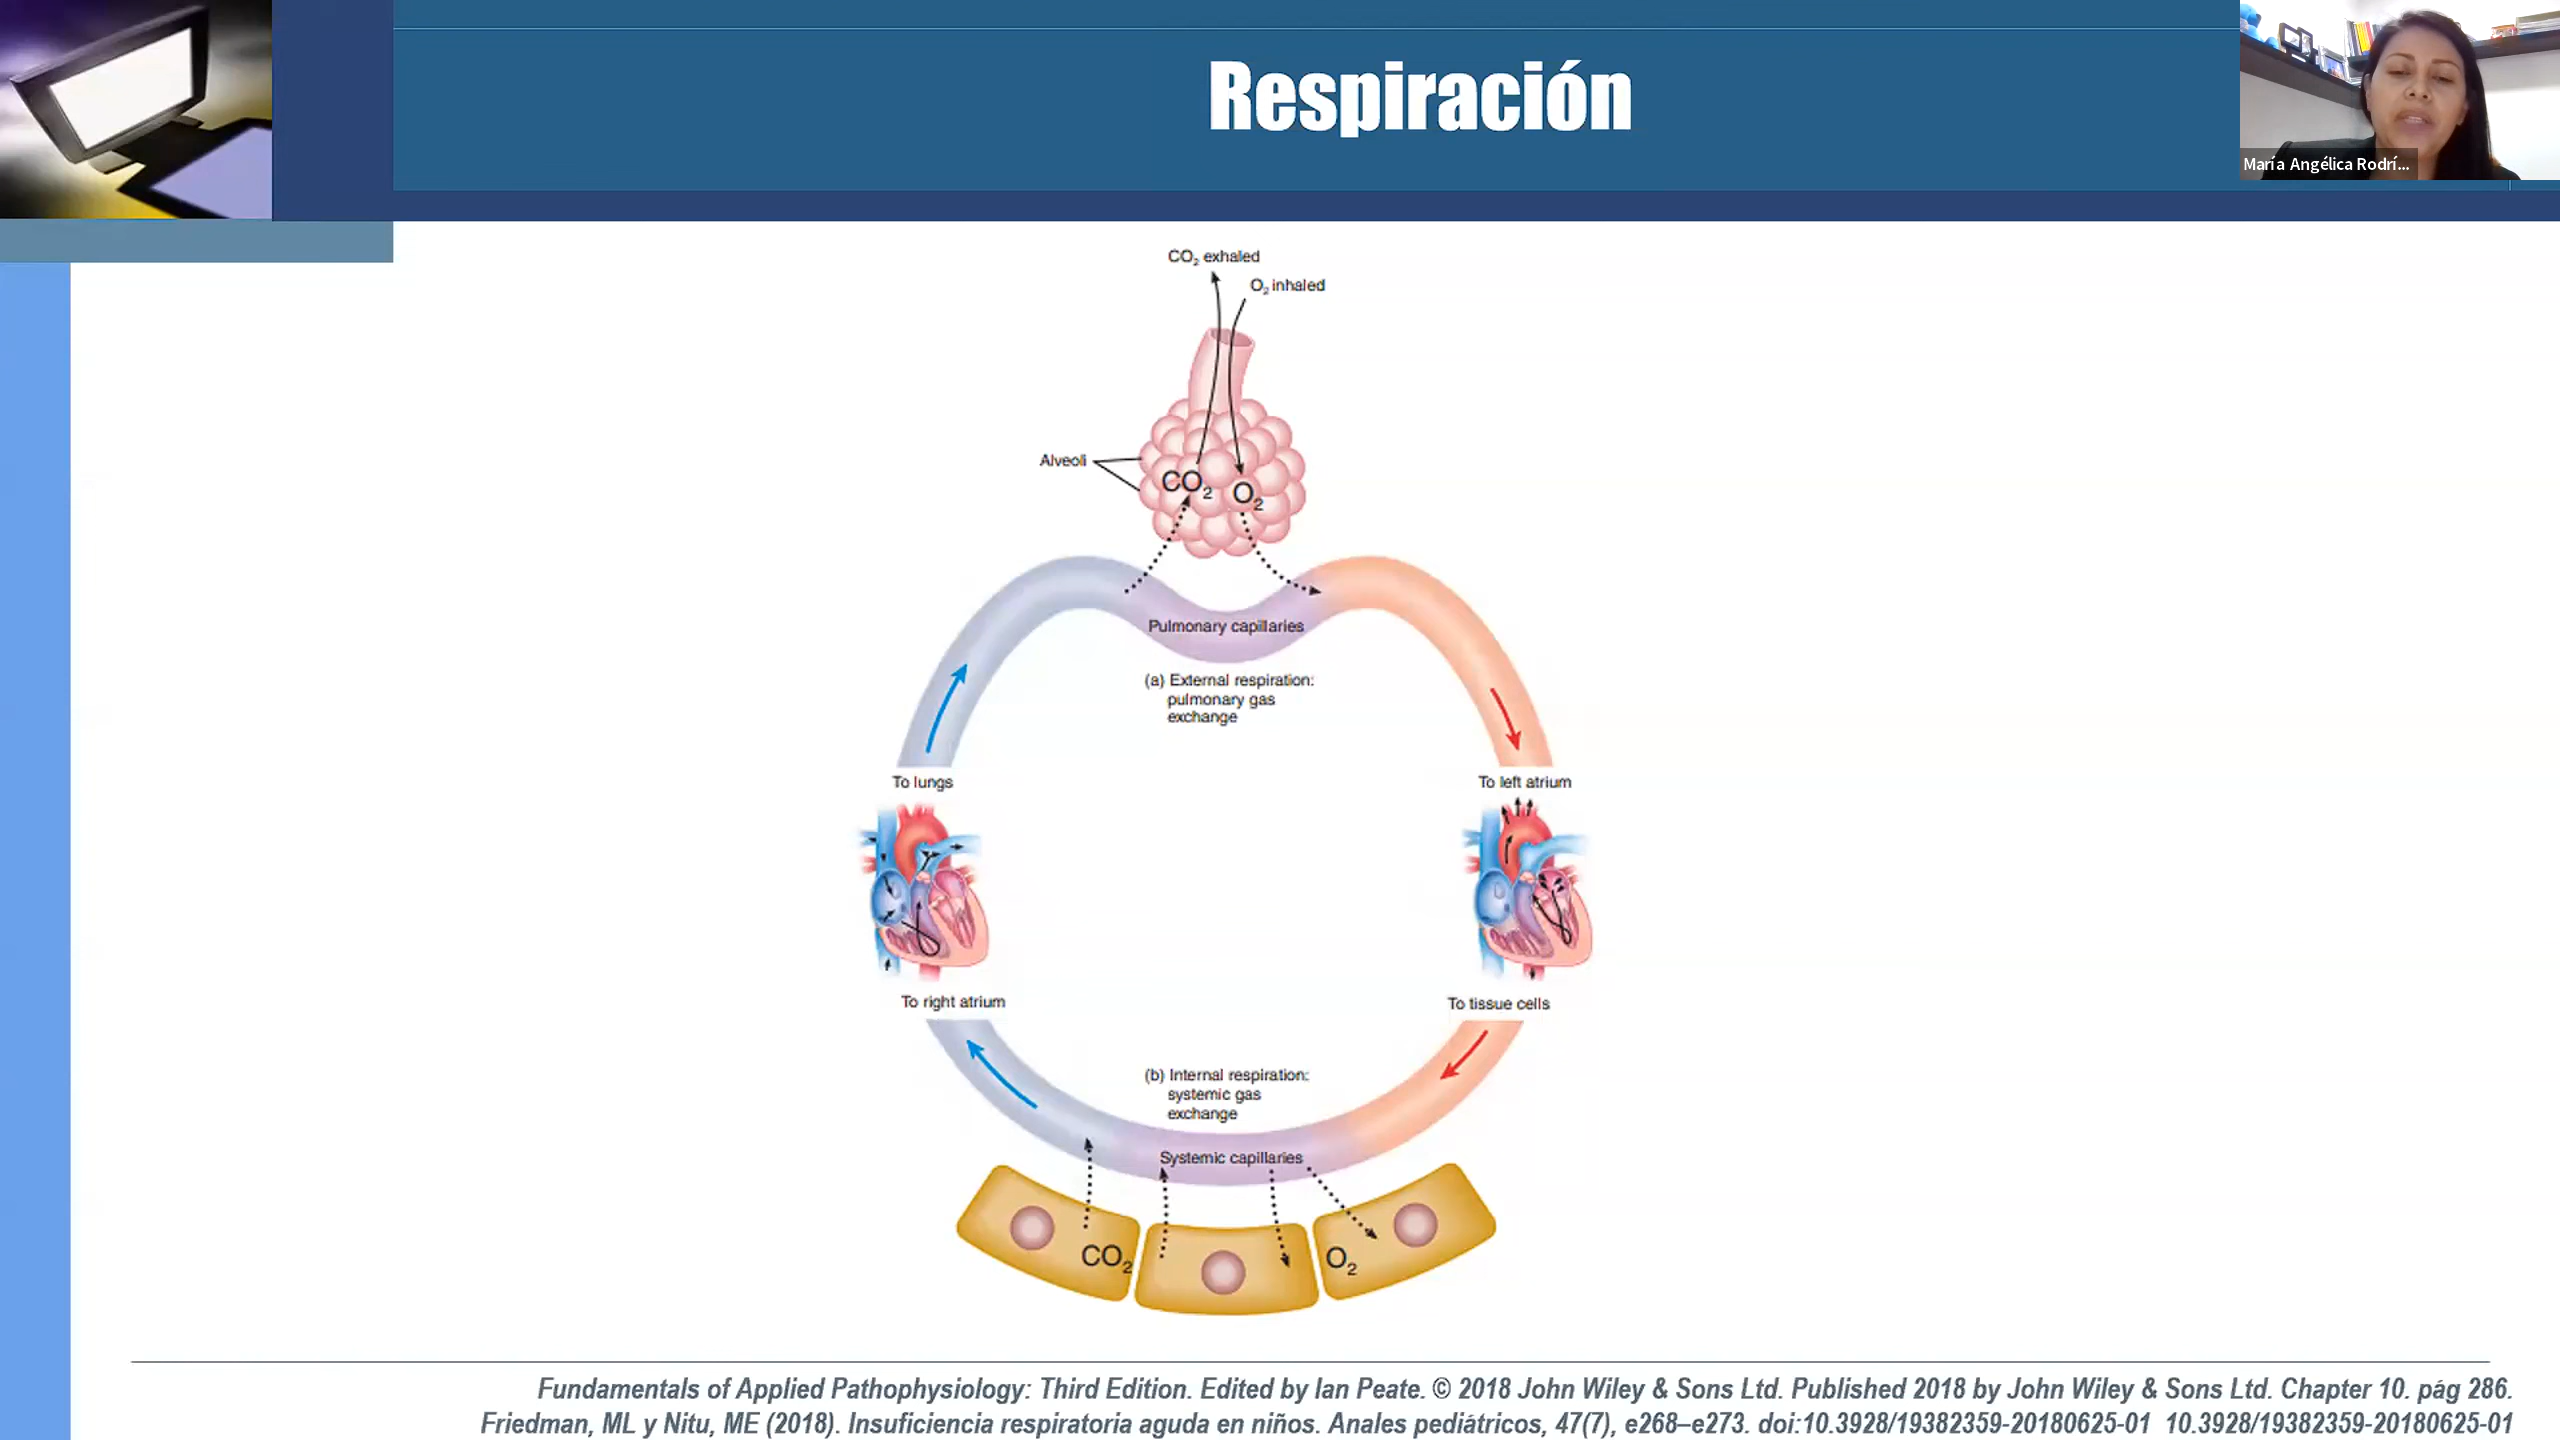 Respiración
María Angélica Rodrí...
CO₂ exhaled
O₂ inhaled
Alveoli
CO₂
O₂
Pulmonary capillaries
(a) External respiration:
pulmonary gas
exchange
To lungs
To left atrium
To right atrium
To tissue cells
(b) Internal respiration:
systemic gas
exchange
Systemic capillaries
CO₂
O₂
Fundamentals of Applied Pathophysiology: Third Edition. Edited by Ian Peate. © 2018 John Wiley & Sons Ltd. Published 2018 by John Wiley & Sons Ltd. Chapter 10. pág 286.
Friedman, ML y Nitu, ME (2018). Insuficiencia respiratoria aguda en niños. Anales pediátricos, 47(7), e268–e273. doi:10.3928/19382359-20180625-01 10.3928/19382359-20180625-01